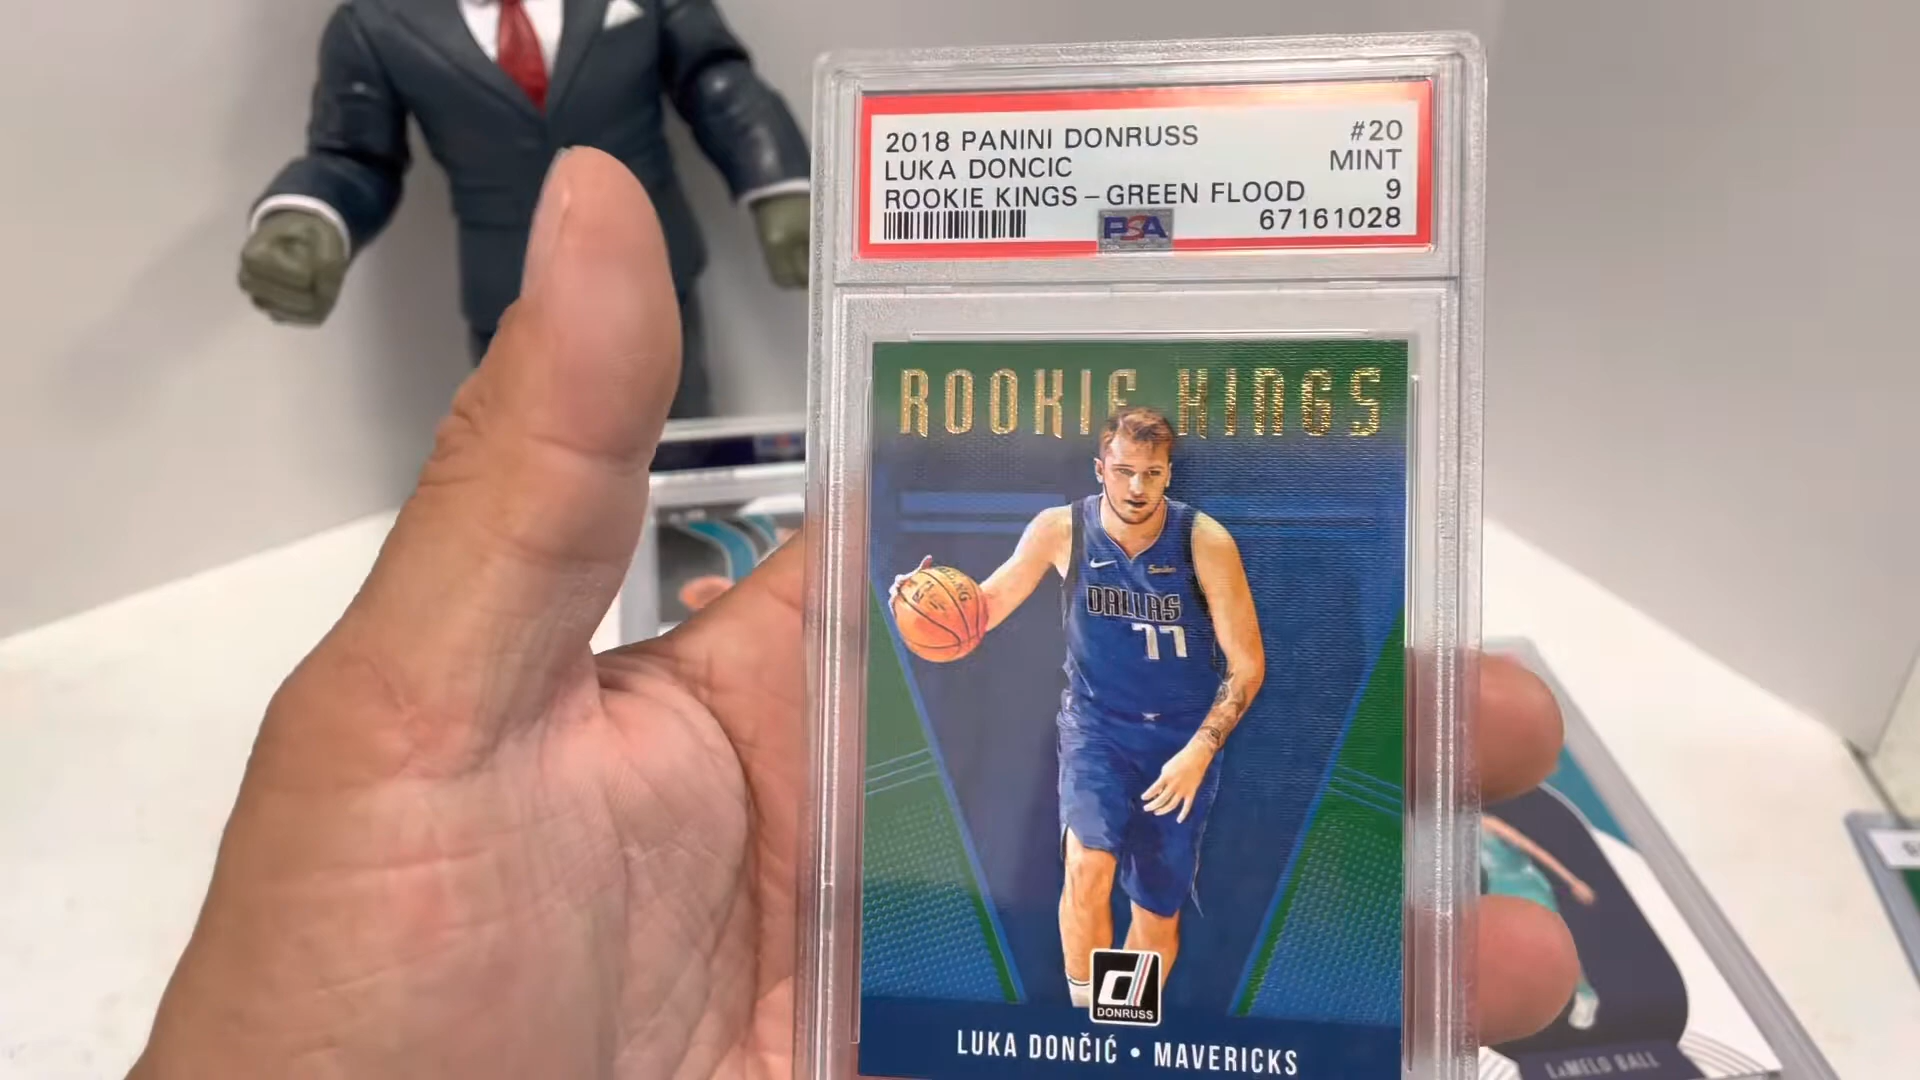 2018 PANINI DONRUSS #20
LUKA DONCIC MINT
ROOKIE KINGS – GREEN FLOOD 9
PSA 67161028
ROOKIE KINGS
DALLAS
77
DONRUSS
LUKA DONČIĆ • MAVERICKS
LaMELO BALL